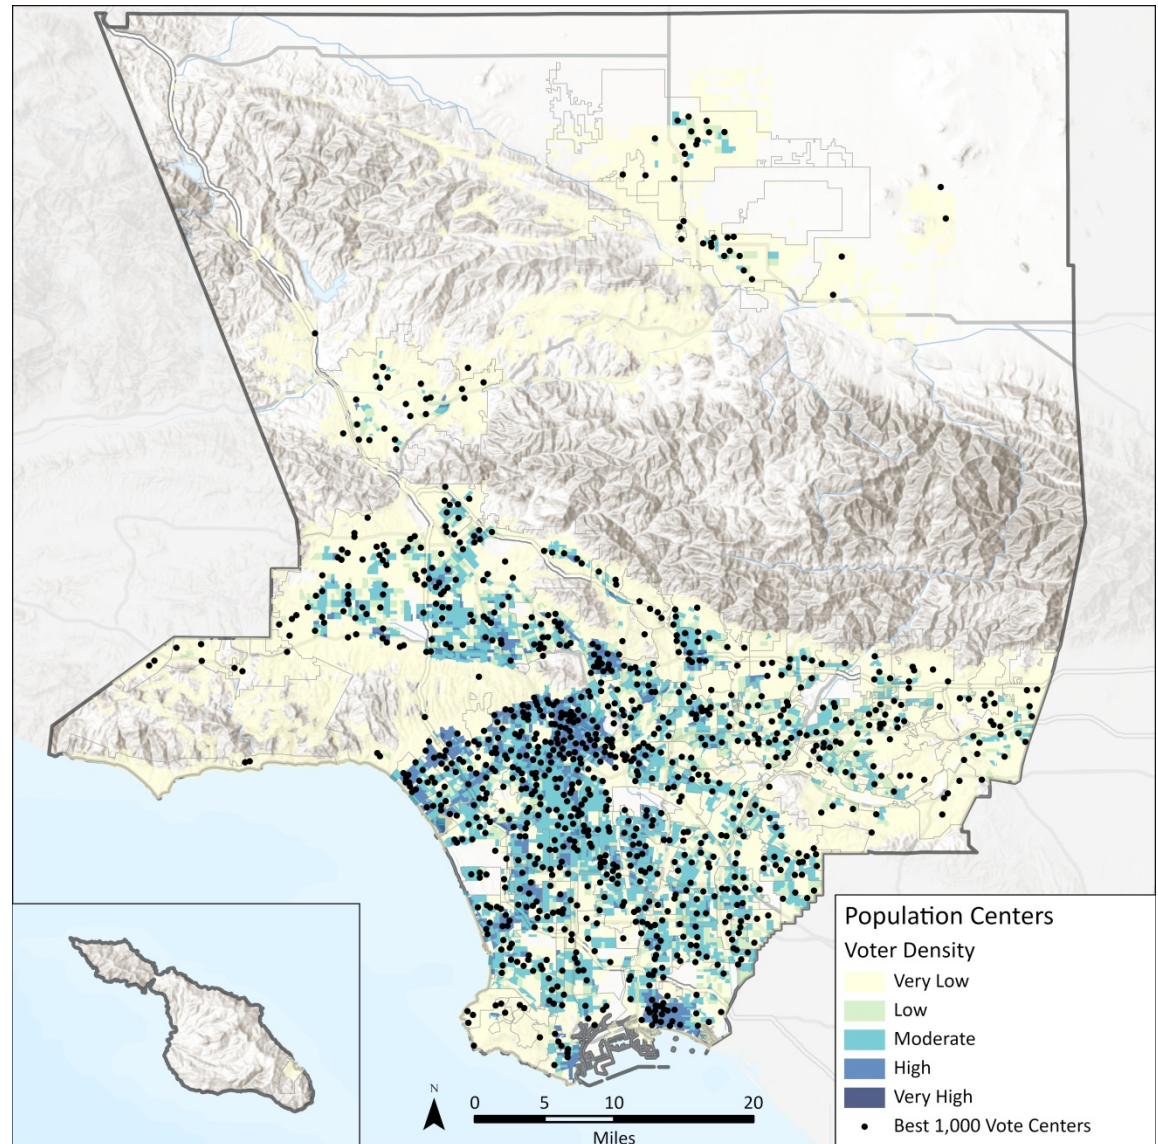 Population Centers
Voter Density
Very Low
Low
Moderate
High
Very High
Best 1,000 Vote Centers
N
0 5 10 20
Miles